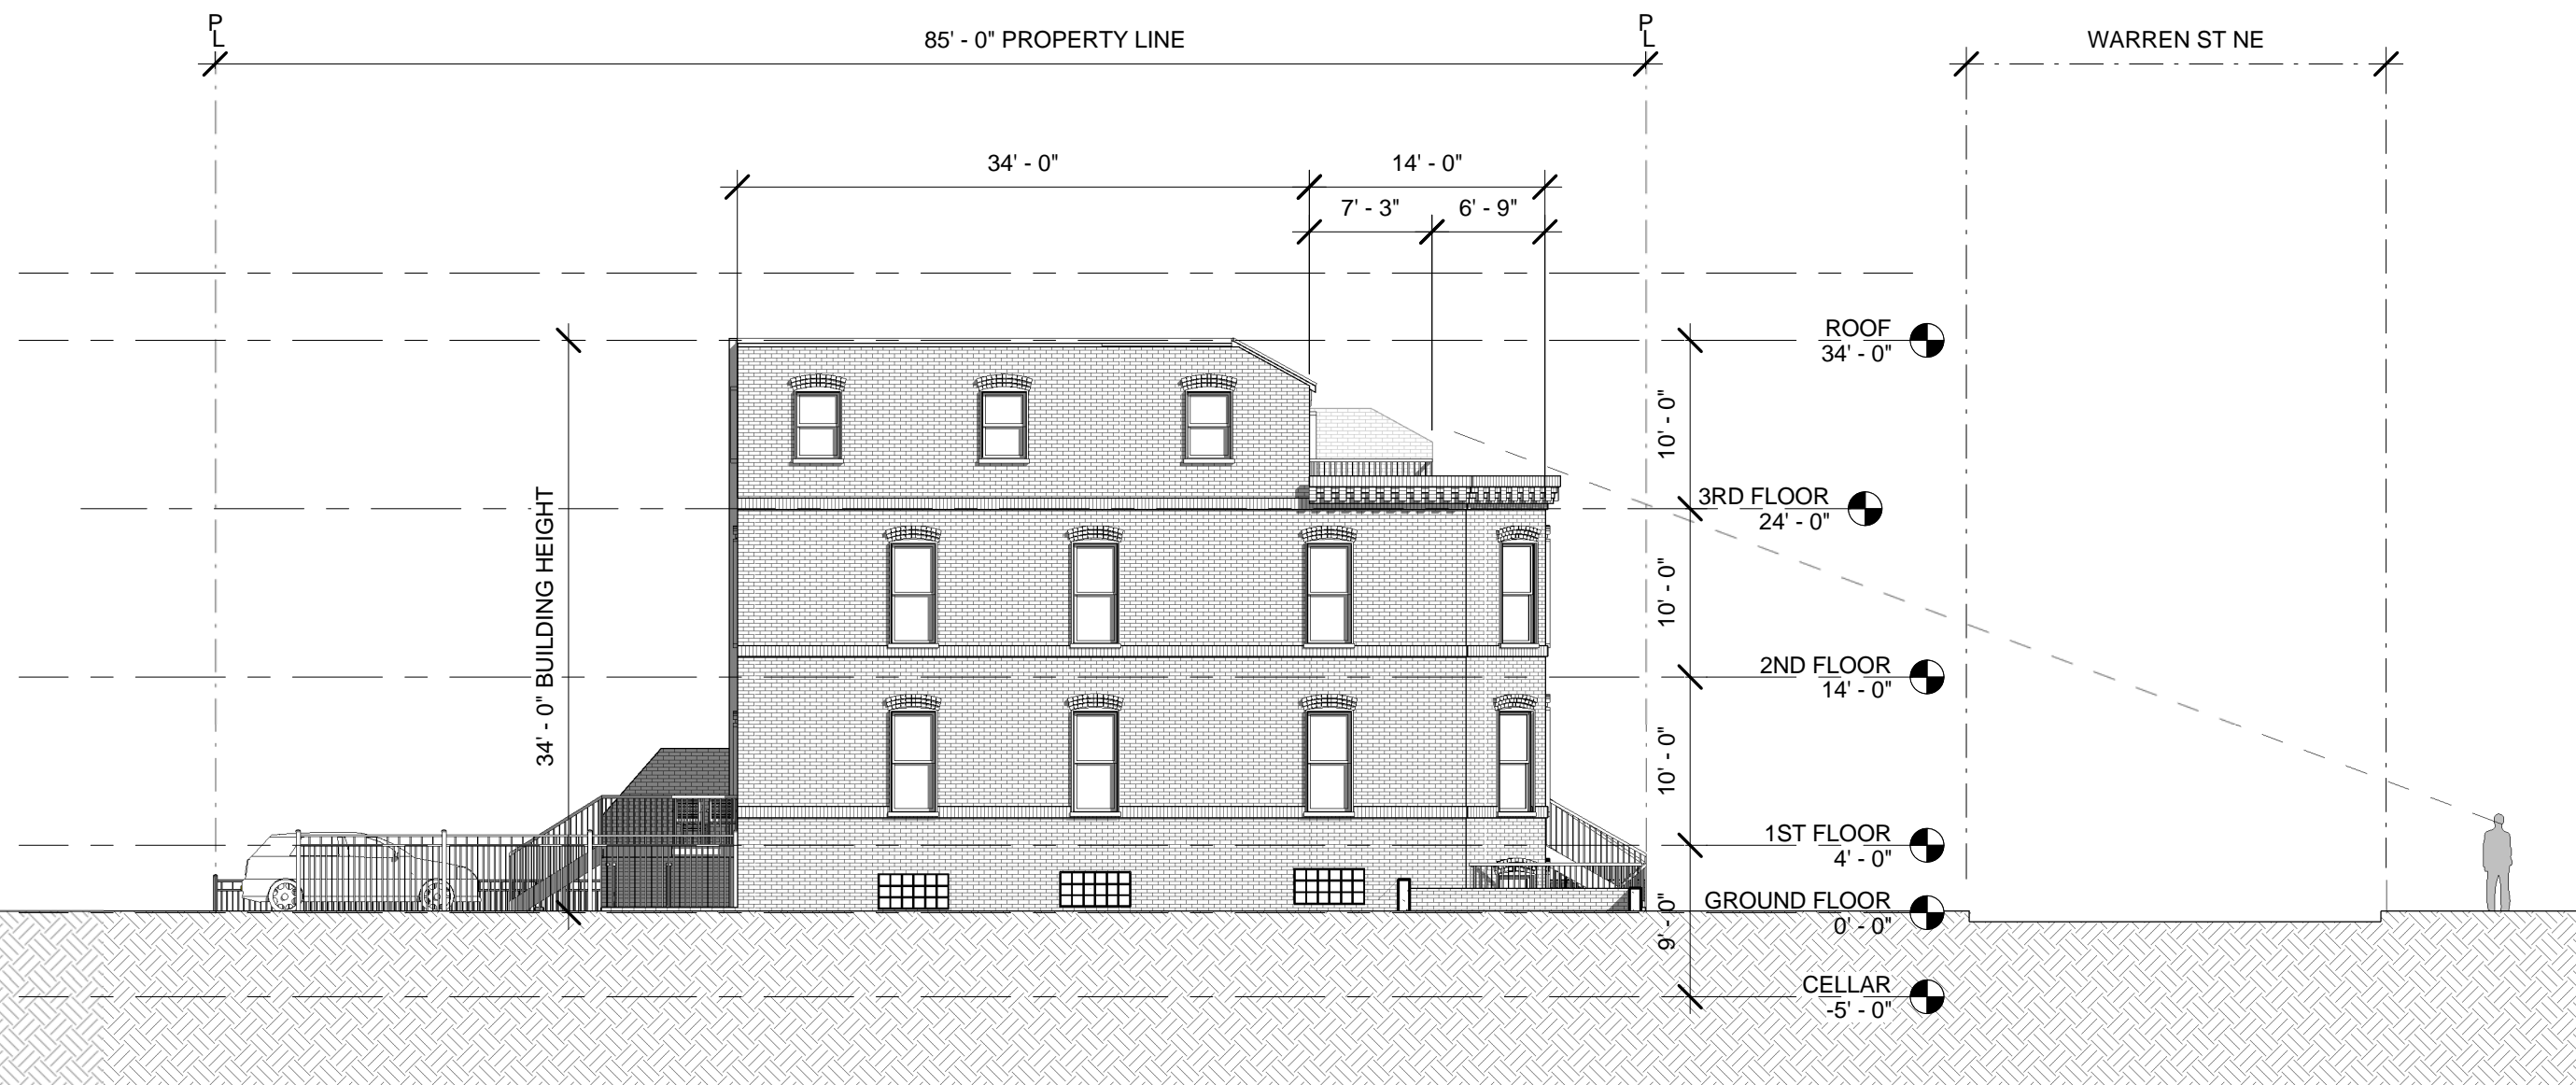 P
L
85' - 0" PROPERTY LINE
P
L
WARREN ST NE
34' - 0"
14' - 0"
7' - 3"
6' - 9"
ROOF
34' - 0"
10' - 0"
3RD FLOOR
24' - 0"
34' - 0" BUILDING HEIGHT
10' - 0"
2ND FLOOR
14' - 0"
10' - 0"
1ST FLOOR
4' - 0"
GROUND FLOOR
0' - 0"
9' - 0"
CELLAR
-5' - 0"